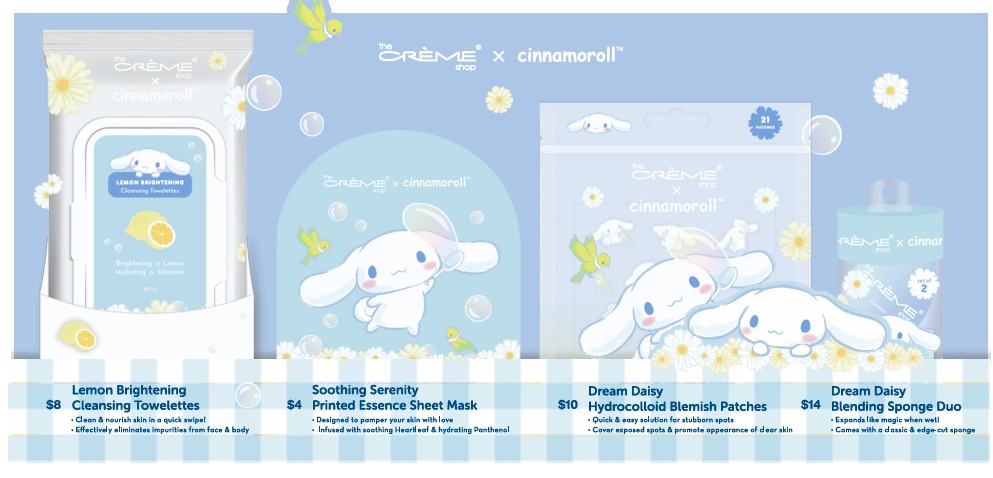 the CRÈME shop® x cinnamoroll™
the CRÈME shop®
x
cinnamoroll™
LEMON BRIGHTENING
Cleansing Towelettes
Brightening Lemon
Hydrating Allantoin
the CRÈME shop® x cinnamoroll™
21
PATCHES
the CRÈME shop®
x
cinnamoroll™
CRÈME® shop x cinnar
set of
2
CRÈME
$8 Lemon Brightening
Cleansing Towelettes
• Clean & nourish skin in a quick swipe!
• Effectively eliminates impurities from face & body
$4 Soothing Serenity
Printed Essence Sheet Mask
• Designed to pamper your skin with love
• Infused with soothing Heartleaf & hydrating Panthenol
$10 Dream Daisy
Hydrocolloid Blemish Patches
• Quick & easy solution for stubborn spots
• Cover exposed spots & promote appearance of clear skin
$14 Dream Daisy
Blending Sponge Duo
• Expands like magic when wet!
• Comes with a classic & edge-cut sponge